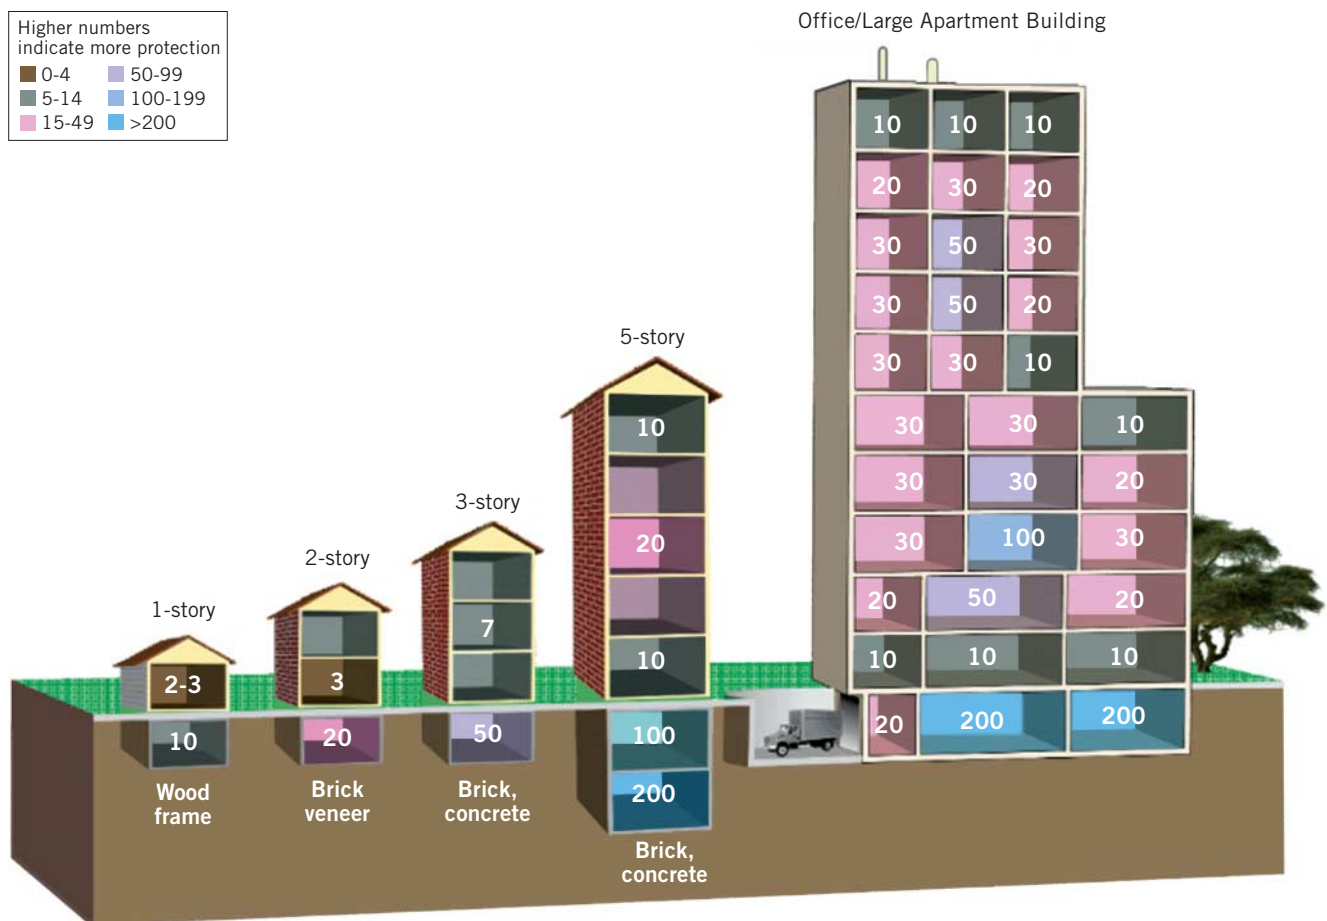 Higher numbers
indicate more protection
0-4 50-99
5-14 100-199
15-49 >200
Office/Large Apartment Building
10 10 10
20 30 20
30 50 30
30 50 20
5-story
30 30 10
10
30 30 10
3-story
30 30 20
20
30 100 30
2-story
1-story
20 50 20
7
10
10 10 10
2-3
3
20 200 200
10
20
50
100
200
Wood
frame
Brick
veneer
Brick,
concrete
Brick,
concrete